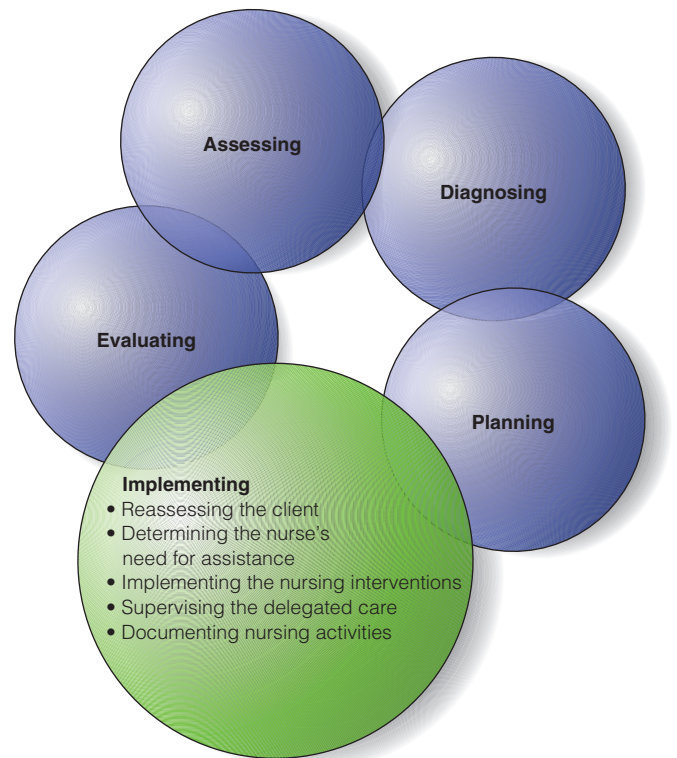 Assessing
Diagnosing
Evaluating
Planning
Implementing
• Reassessing the client
• Determining the nurse's
need for assistance
• Implementing the nursing interventions
• Supervising the delegated care
• Documenting nursing activities